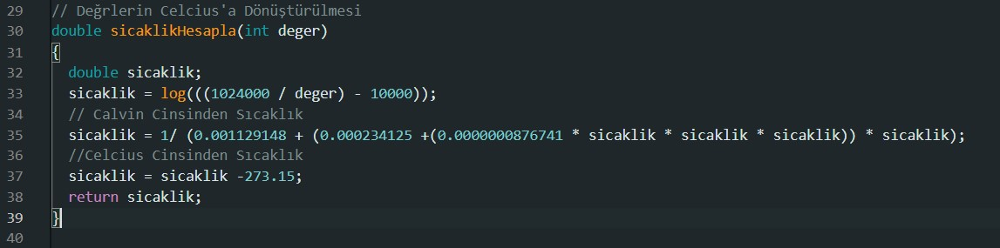 29 // Değrlerin Celcius'a Dönüştürülmesi
30 double sicaklikHesapla(int deger)
31 {
32 double sicaklik;
33 sicaklik = log(((1024000 / deger) - 10000));
34 // Calvin Cinsinden Sıcaklık
35 sicaklik = 1/ (0.001129148 + (0.000234125 +(0.0000000876741 * sicaklik * sicaklik * sicaklik)) * sicaklik);
36 //Celcius Cinsinden Sıcaklık
37 sicaklik = sicaklik -273.15;
38 return sicaklik;
39 }
40